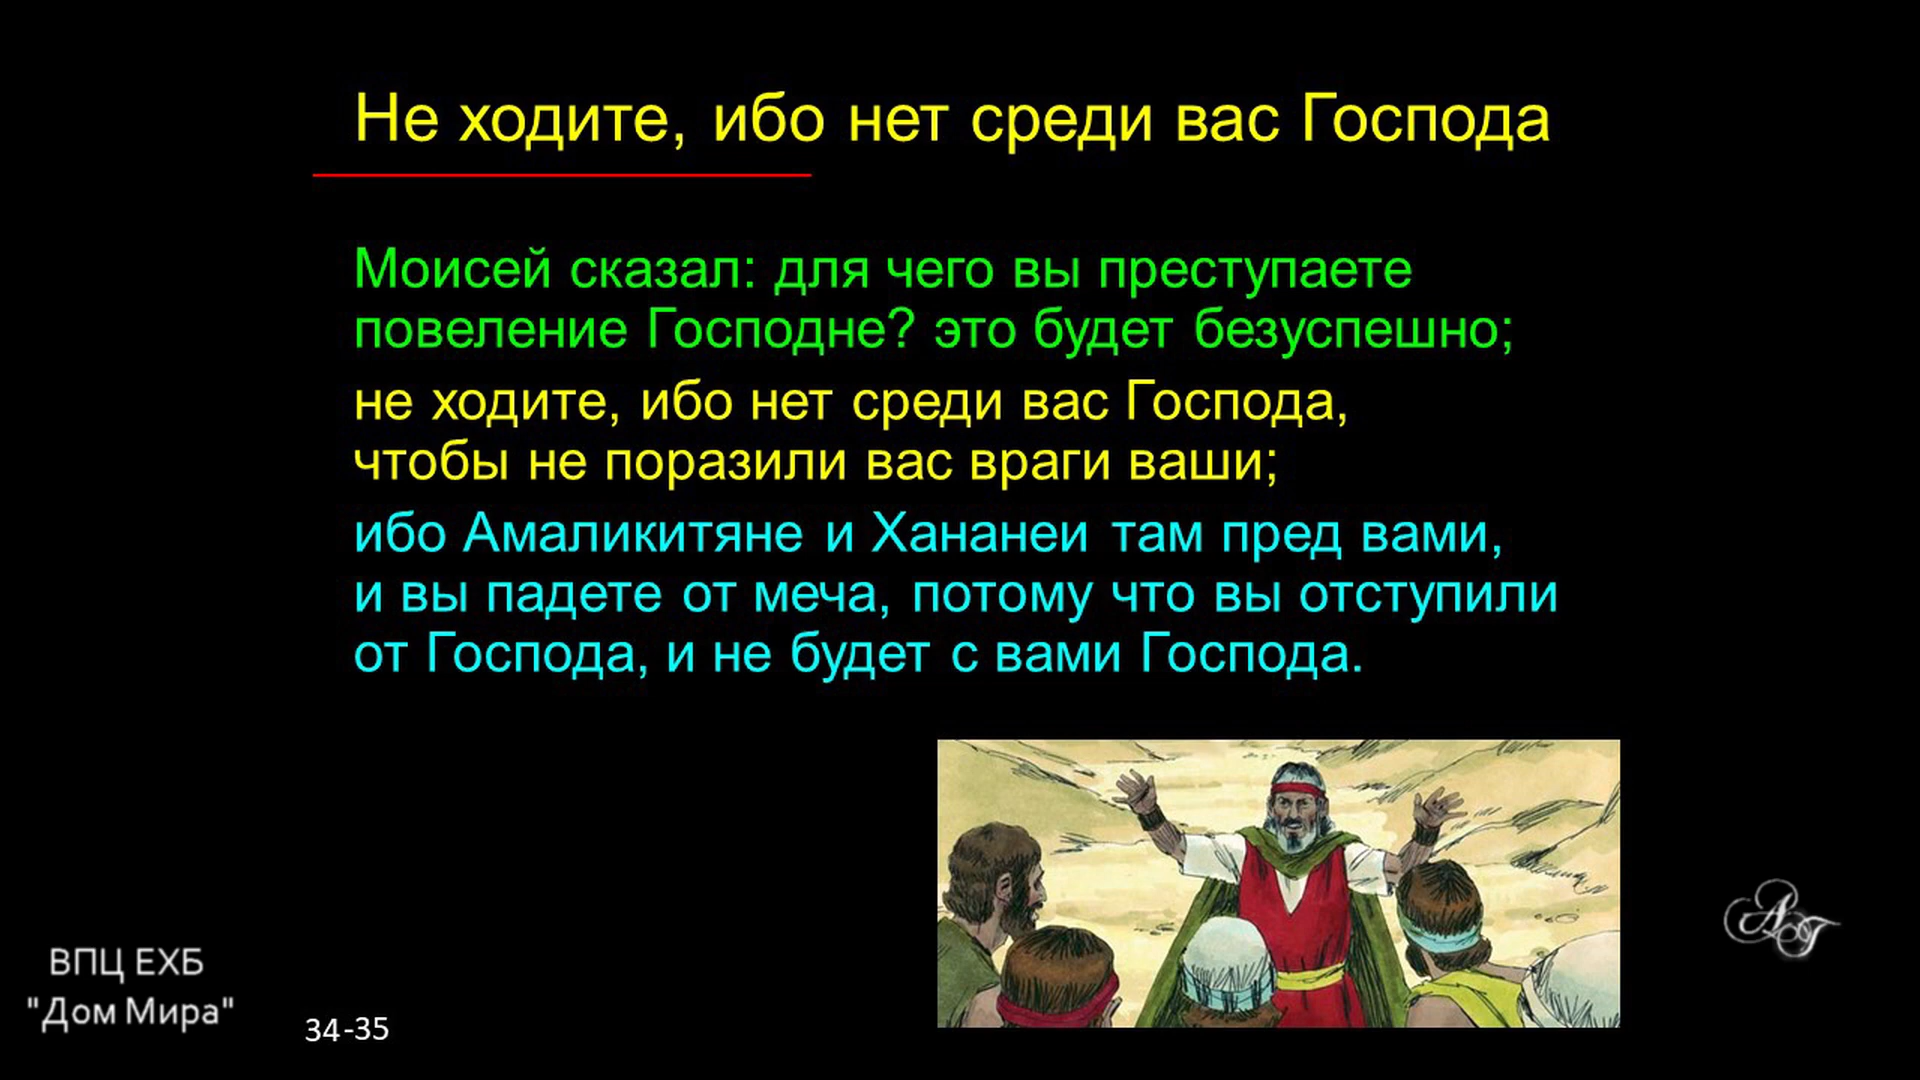 Не ходите, ибо нет среди вас Господа
Моисей сказал: для чего вы преступаете
повеление Господне? это будет безуспешно;
не ходите, ибо нет среди вас Господа,
чтобы не поразили вас враги ваши;
ибо Амаликитяне и Хананеи там пред вами,
и вы падете от меча, потому что вы отступили
от Господа, и не будет с вами Господа.
ВПЦ ЕХБ
"Дом Мира"
34-35